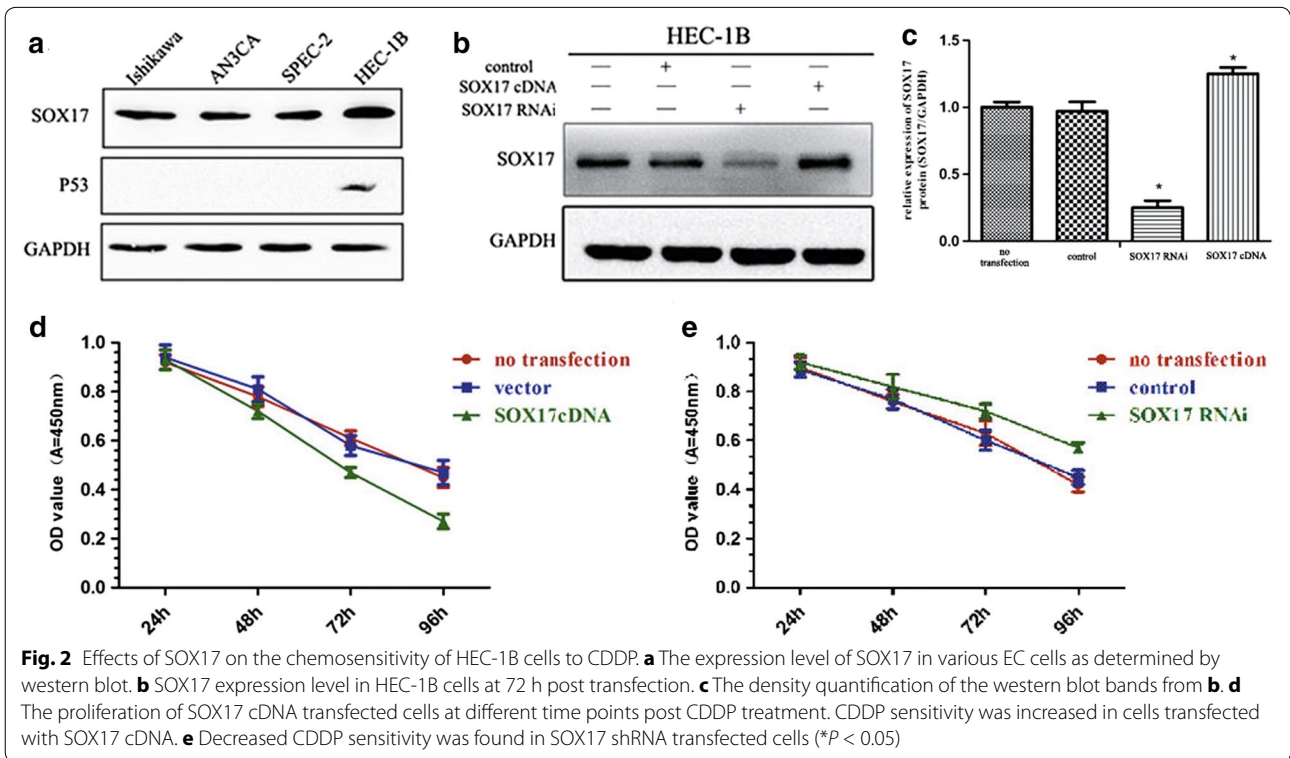 a
Ishikawa AN3CA SPEC-2 HEC-1B
SOX17
P53
GAPDH
b
HEC-1B
control — + — —
SOX17 cDNA — — — +
SOX17 RNAi — — + —
SOX17
GAPDH
c
relative expression of SOX17
protein (SOX17/GAPDH)
1.5
1.0
0.5
0.0
*
*
no transfection
control
SOX17 RNAi
SOX17 cDNA
d
OD value (A=450nm)
1.0
0.8
0.6
0.4
0.2
0.0
24h 48h 72h 96h
no transfection
vector
SOX17cDNA
e
OD value (A=450nm)
1.0
0.8
0.6
0.4
0.2
0.0
24h 48h 72h 96h
no transfection
control
SOX17 RNAi
Fig. 2 Effects of SOX17 on the chemosensitivity of HEC-1B cells to CDDP. a The expression level of SOX17 in various EC cells as determined by
western blot. b SOX17 expression level in HEC-1B cells at 72 h post transfection. c The density quantification of the western blot bands from b. d
The proliferation of SOX17 cDNA transfected cells at different time points post CDDP treatment. CDDP sensitivity was increased in cells transfected
with SOX17 cDNA. e Decreased CDDP sensitivity was found in SOX17 shRNA transfected cells (*P < 0.05)